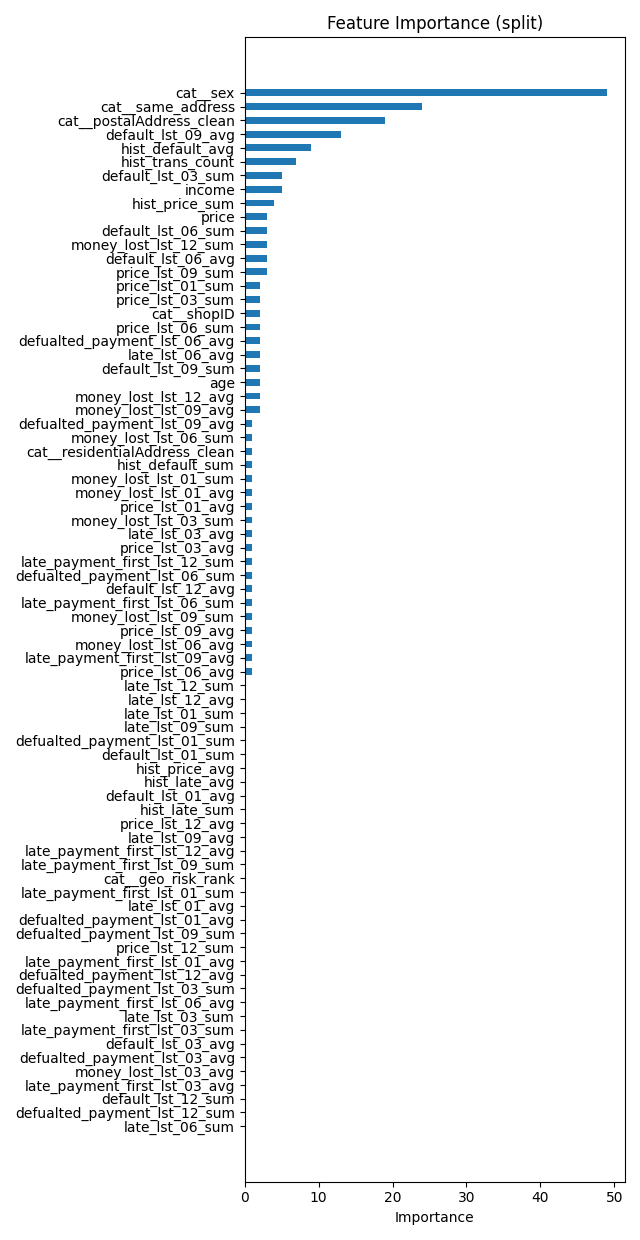 Feature Importance (split)
cat__sex
cat__same_address
cat__postalAddress_clean
default_lst_09_avg
hist_default_avg
hist_trans_count
default_lst_03_sum
income
hist_price_sum
price
default_lst_06_sum
money_lost_lst_12_sum
default_lst_06_avg
price_lst_09_sum
price_lst_01_sum
price_lst_03_sum
cat__shopID
price_lst_06_sum
defualted_payment_lst_06_avg
late_lst_06_avg
default_lst_09_sum
age
money_lost_lst_12_avg
money_lost_lst_09_avg
defualted_payment_lst_09_avg
money_lost_lst_06_sum
cat__residentialAddress_clean
hist_default_sum
money_lost_lst_01_sum
money_lost_lst_01_avg
price_lst_01_avg
money_lost_lst_03_sum
late_lst_03_avg
price_lst_03_avg
late_payment_first_lst_12_sum
defualted_payment_lst_06_sum
default_lst_12_avg
late_payment_first_lst_06_sum
money_lost_lst_09_sum
price_lst_09_avg
money_lost_lst_06_avg
late_payment_first_lst_09_avg
price_lst_06_avg
late_lst_12_sum
late_lst_12_avg
late_lst_01_sum
late_lst_09_sum
defualted_payment_lst_01_sum
default_lst_01_sum
hist_price_avg
hist_late_avg
default_lst_01_avg
hist_late_sum
price_lst_12_avg
late_lst_09_avg
late_payment_first_lst_12_avg
late_payment_first_lst_09_sum
cat__geo_risk_rank
late_payment_first_lst_01_sum
late_lst_01_avg
defualted_payment_lst_01_avg
defualted_payment_lst_09_sum
price_lst_12_sum
late_payment_first_lst_01_avg
defualted_payment_lst_12_avg
defualted_payment_lst_03_sum
late_payment_first_lst_06_avg
late_lst_03_sum
late_payment_first_lst_03_sum
default_lst_03_avg
defualted_payment_lst_03_avg
money_lost_lst_03_avg
late_payment_first_lst_03_avg
default_lst_12_sum
defualted_payment_lst_12_sum
late_lst_06_sum
0 10 20 30 40 50
Importance